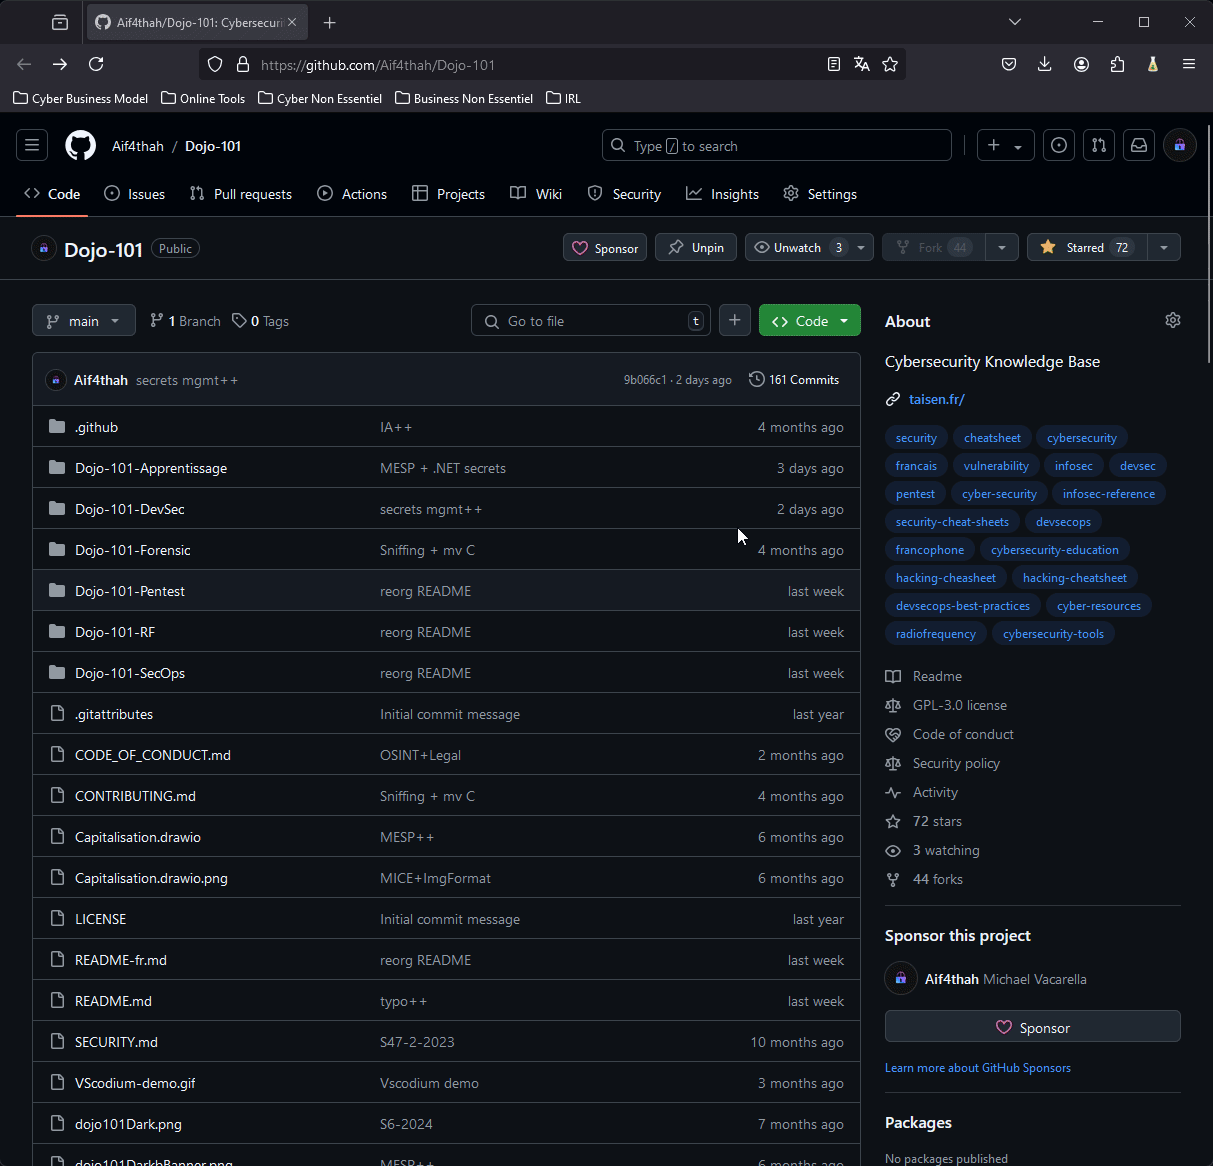 Aif4thah/Dojo-101: Cybersecuri
https://github.com/Aif4thah/Dojo-101
Cyber Business Model Online Tools Cyber Non Essentiel Business Non Essentiel IRL
Aif4thah / Dojo-101 Type / to search
Code Issues Pull requests Actions Projects Wiki Security Insights Settings
Dojo-101 Public Sponsor Unpin Unwatch 3 Fork 44 Starred 72
main 1 Branch 0 Tags Go to file t Code
Aif4thah secrets mgmt++ 9b066c1 · 2 days ago 161 Commits
.github IA++ 4 months ago
Dojo-101-Apprentissage MESP + .NET secrets 3 days ago
Dojo-101-DevSec secrets mgmt++ 2 days ago
Dojo-101-Forensic Sniffing + mv C 4 months ago
Dojo-101-Pentest reorg README last week
Dojo-101-RF reorg README last week
Dojo-101-SecOps reorg README last week
.gitattributes Initial commit message last year
CODE_OF_CONDUCT.md OSINT+Legal 2 months ago
CONTRIBUTING.md Sniffing + mv C 4 months ago
Capitalisation.drawio MESP++ 6 months ago
Capitalisation.drawio.png MICE+ImgFormat 6 months ago
LICENSE Initial commit message last year
README-fr.md reorg README last week
README.md typo++ last week
SECURITY.md S47-2-2023 10 months ago
VScodium-demo.gif Vscodium demo 3 months ago
dojo101Dark.png S6-2024 7 months ago
dojo101DarkhBanner.png MESP++ 6 months ago
About
Cybersecurity Knowledge Base
taisen.fr/
security cheatsheet cybersecurity
francais vulnerability infosec devsec
pentest cyber-security infosec-reference
security-cheat-sheets devsecops
francophone cybersecurity-education
hacking-cheasheet hacking-cheatsheet
devsecops-best-practices cyber-resources
radiofrequency cybersecurity-tools
Readme
GPL-3.0 license
Code of conduct
Security policy
Activity
72 stars
3 watching
44 forks
Sponsor this project
Aif4thah Michael Vacarella
Sponsor
Learn more about GitHub Sponsors
Packages
No packages published